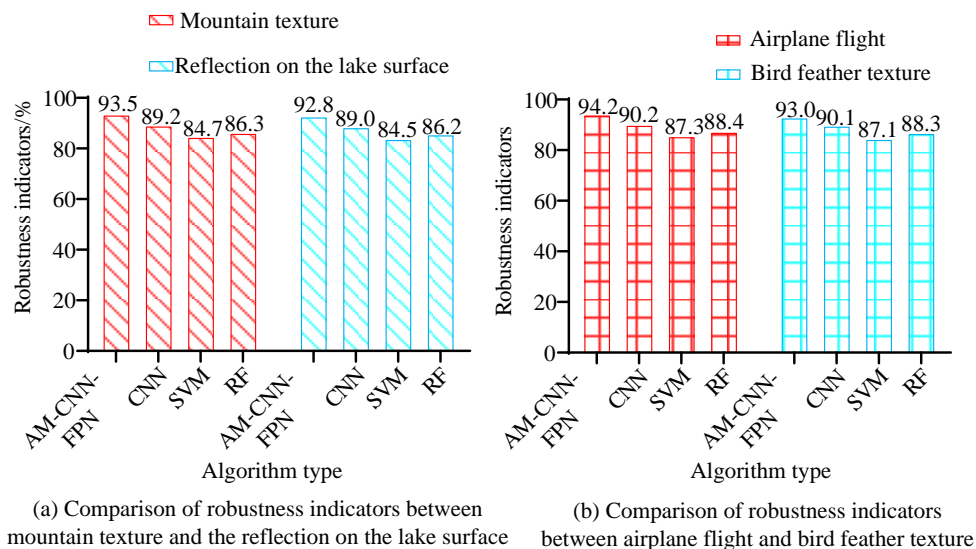 Mountain texture
Reflection on the lake surface
Robustness indicators/%
100
80
60
40
20
0
93.5
89.2
84.7
86.3
92.8
89.0
84.5
86.2
AM-CNN-
FPN
CNN
SVM
RF
AM-CNN-
FPN
CNN
SVM
RF
Algorithm type
(a) Comparison of robustness indicators between
mountain texture and the reflection on the lake surface
Airplane flight
Bird feather texture
Robustness indicators
100
80
60
40
20
0
94.2
90.2
87.3
88.4
93.0
90.1
87.1
88.3
AM-CNN-
FPN
CNN
SVM
RF
AM-CNN-
FPN
CNN
SVM
RF
Algorithm type
(b) Comparison of robustness indicators
between airplane flight and bird feather texture